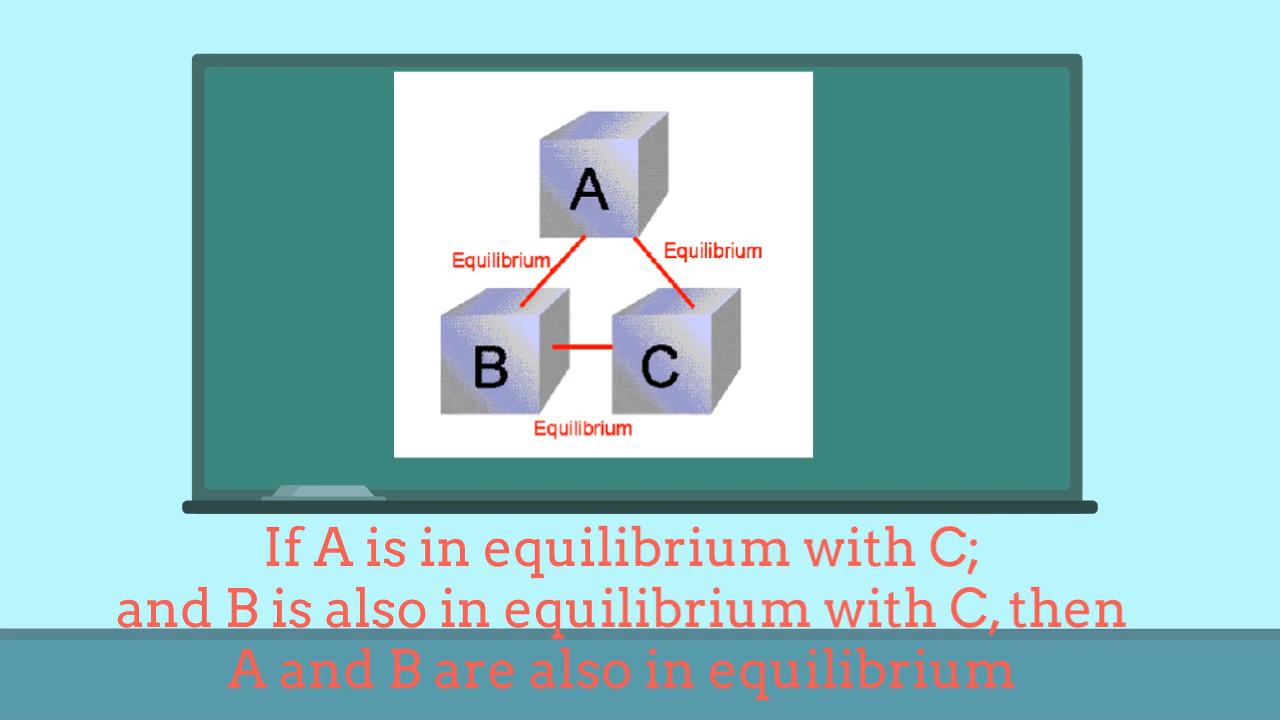 A
Equilibrium
Equilibrium
B
C
Equilibrium
If A is in equilibrium with C;
and B is also in equilibrium with C, then
A and B are also in equilibrium